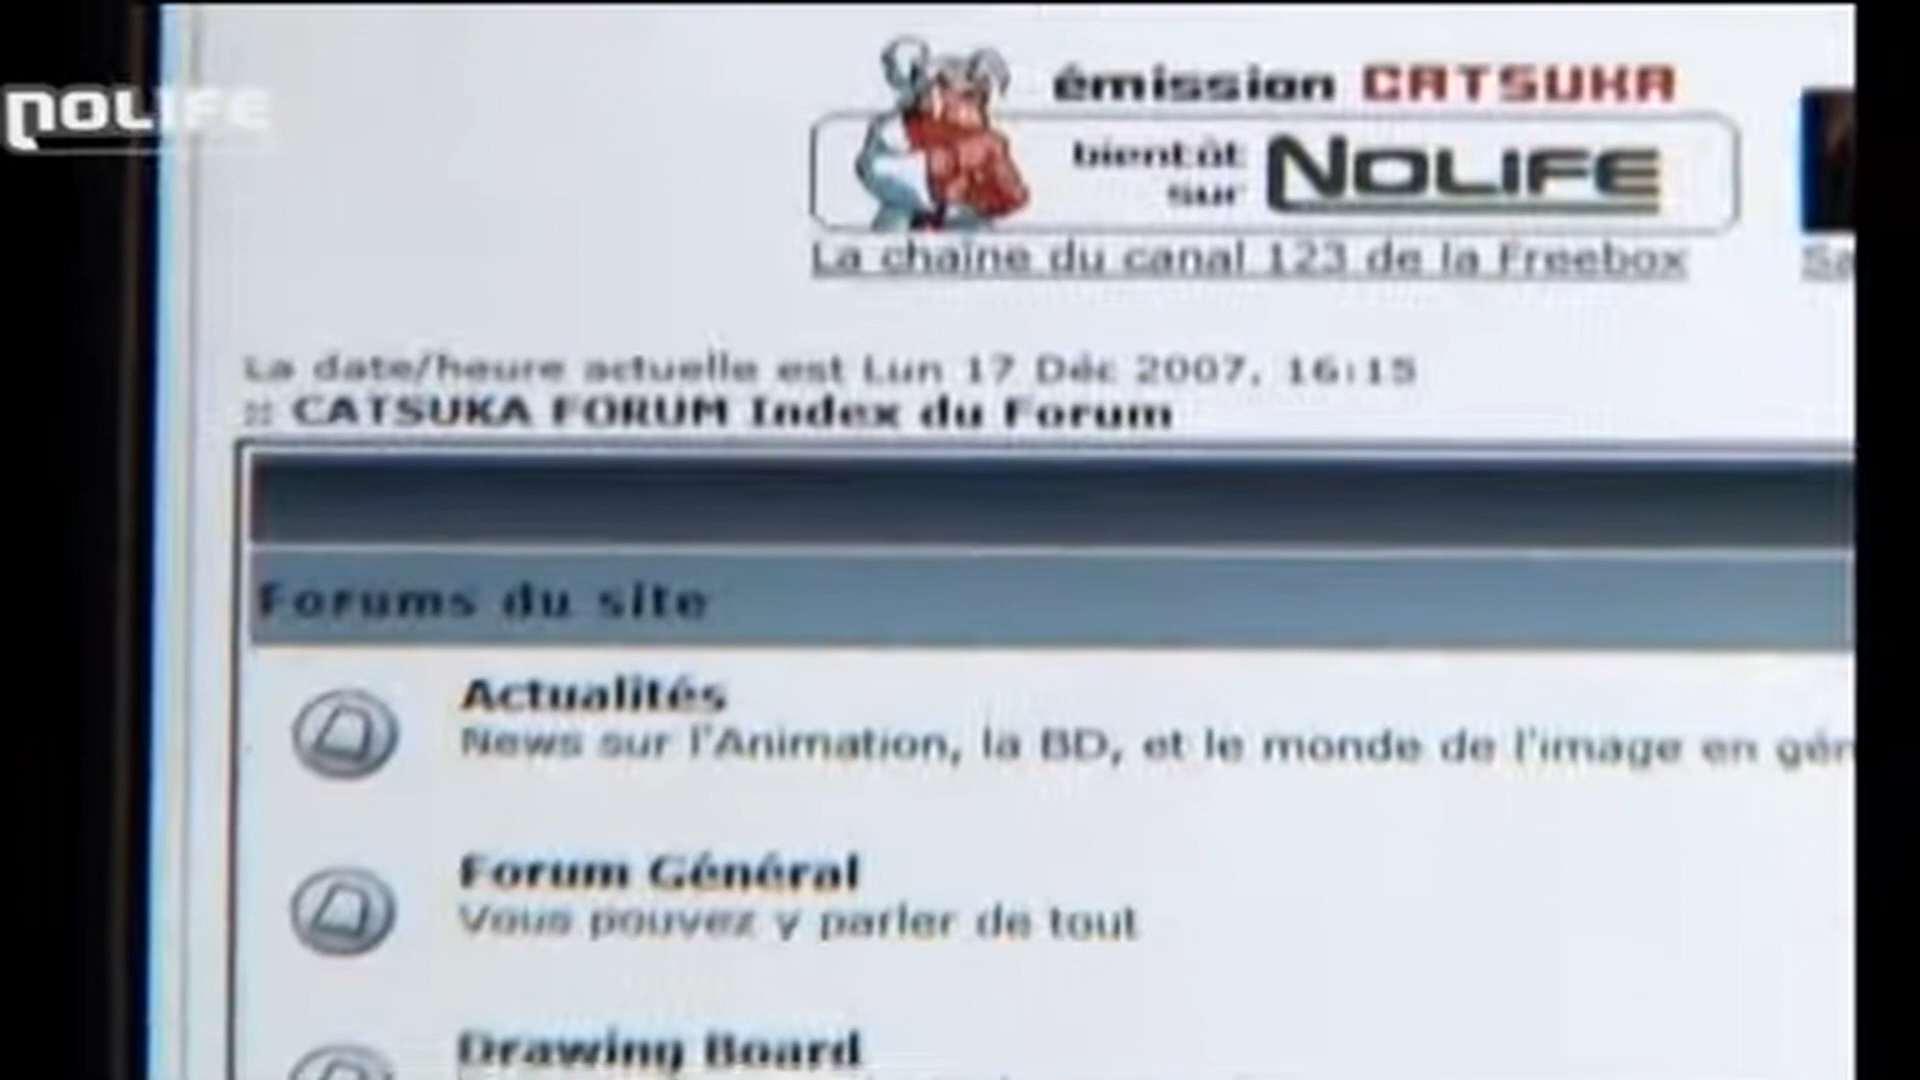 NOLIFE
émission CATSUKA
bientôt
sur NOLIFE
La chaîne du canal 123 de la Freebox
La date/heure actuelle est Lun 17 Déc 2007, 16:15
:: CATSUKA FORUM Index du Forum
Forums du site
Actualités
News sur l'Animation, la BD, et le monde de l'image en gén
Forum Général
Vous pouvez y parler de tout
Drawing Board